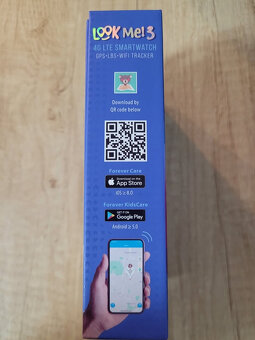 LOOK Me! 3
4G LTE SMARTWATCH
GPS+LBS+WIFI TRACKER
Download by
QR code below
Forever Care
Download on the
App Store
iOS ≥ 8.0
Forever KidsCare
GET IT ON
Google Play
Android ≥ 5.0